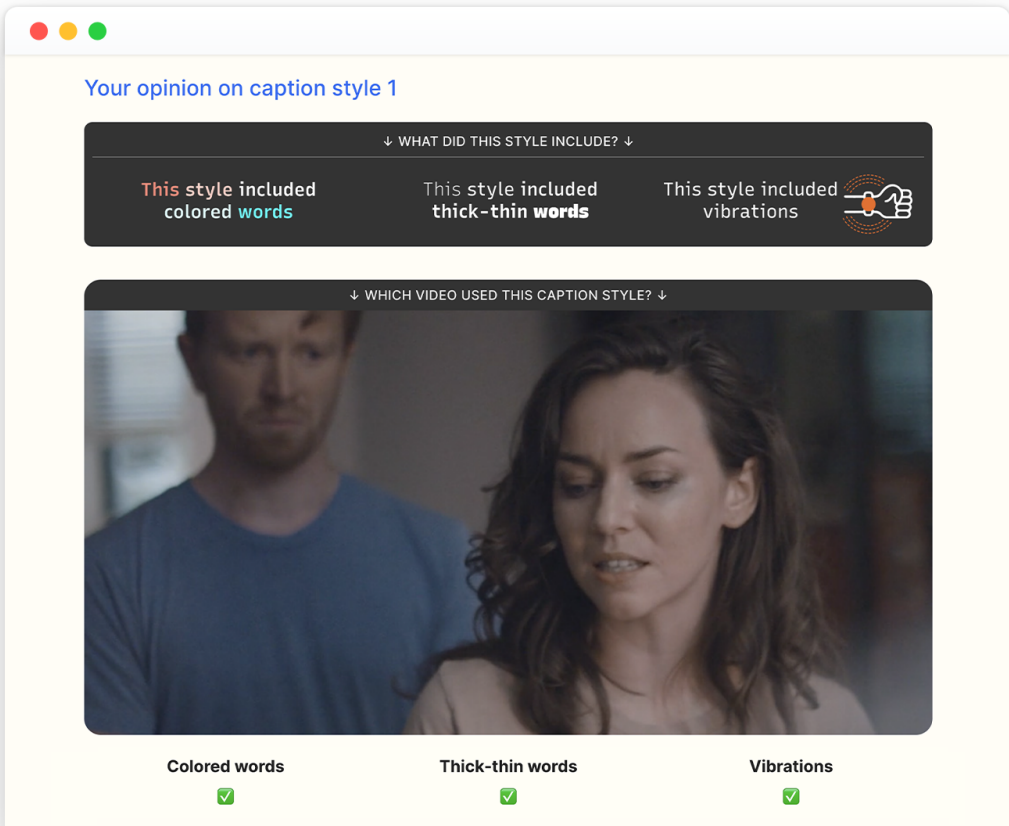 Your opinion on caption style 1
↓ WHAT DID THIS STYLE INCLUDE? ↓
This style included
colored words
This style included
thick-thin words
This style included
vibrations
↓ WHICH VIDEO USED THIS CAPTION STYLE? ↓
Colored words
Thick-thin words
Vibrations